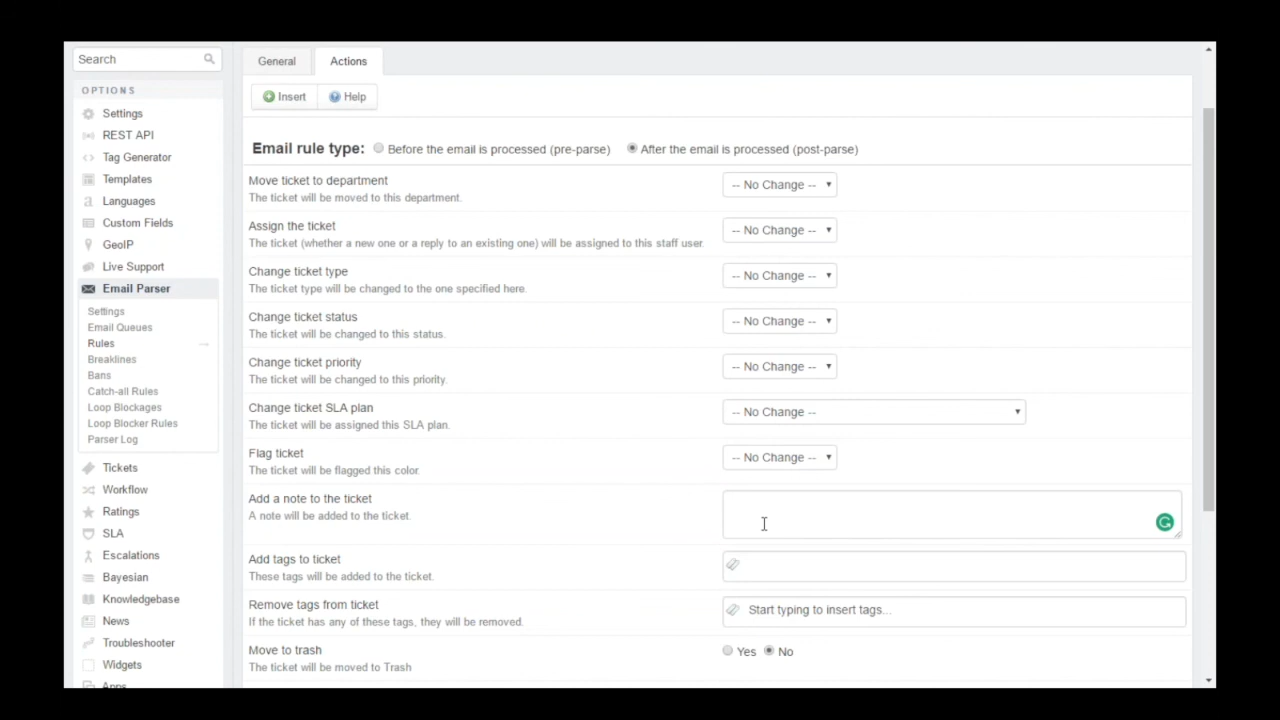 Search
OPTIONS
Settings
REST API
Tag Generator
Templates
Languages
Custom Fields
GeoIP
Live Support
Email Parser
Settings
Email Queues
Rules
Breaklines
Bans
Catch-all Rules
Loop Blockages
Loop Blocker Rules
Parser Log
Tickets
Workflow
Ratings
SLA
Escalations
Bayesian
Knowledgebase
News
Troubleshooter
Widgets
Apps
General Actions
Insert Help
Email rule type: Before the email is processed (pre-parse) After the email is processed (post-parse)
Move ticket to department -- No Change --
The ticket will be moved to this department.
Assign the ticket -- No Change --
The ticket (whether a new one or a reply to an existing one) will be assigned to this staff user.
Change ticket type -- No Change --
The ticket type will be changed to the one specified here.
Change ticket status -- No Change --
The ticket will be changed to this status.
Change ticket priority -- No Change --
The ticket will be changed to this priority.
Change ticket SLA plan -- No Change --
The ticket will be assigned this SLA plan.
Flag ticket -- No Change --
The ticket will be flagged this color.
Add a note to the ticket
A note will be added to the ticket.
Add tags to ticket
These tags will be added to the ticket.
Remove tags from ticket Start typing to insert tags...
If the ticket has any of these tags, they will be removed.
Move to trash Yes No
The ticket will be moved to Trash